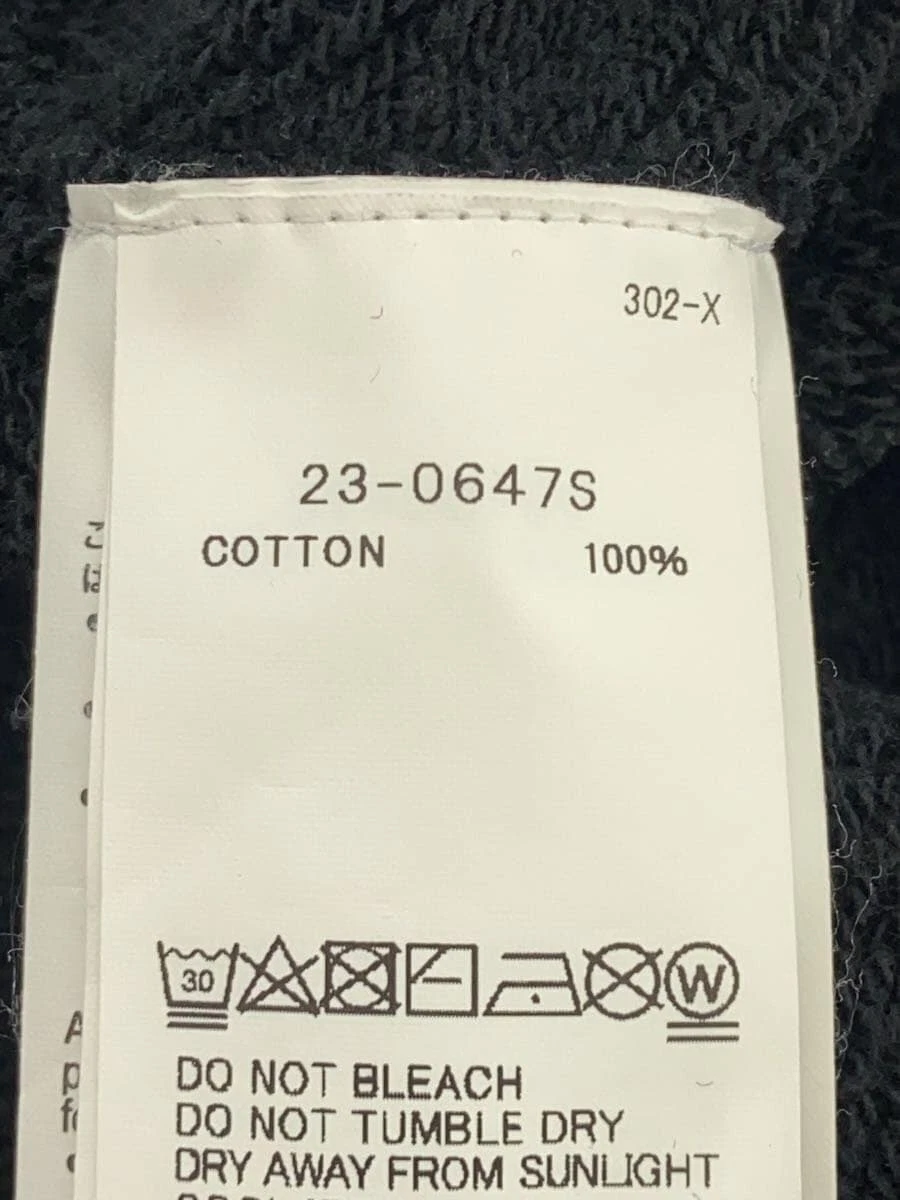 302-X
23-0647S
COTTON 100%
30
W
DO NOT BLEACH
DO NOT TUMBLE DRY
DRY AWAY FROM SUNLIGHT